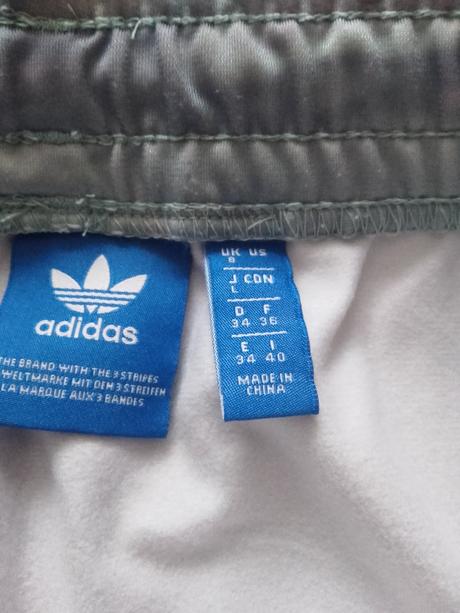 adidas
THE BRAND WITH THE 3 STRIPES
WELTMARKE MIT DEN 3 STREIFEN
LA MARQUE AUX 3 BANDES
UK US
8
J CDN
L
D F
34 36
E I
34 40
MADE IN
CHINA